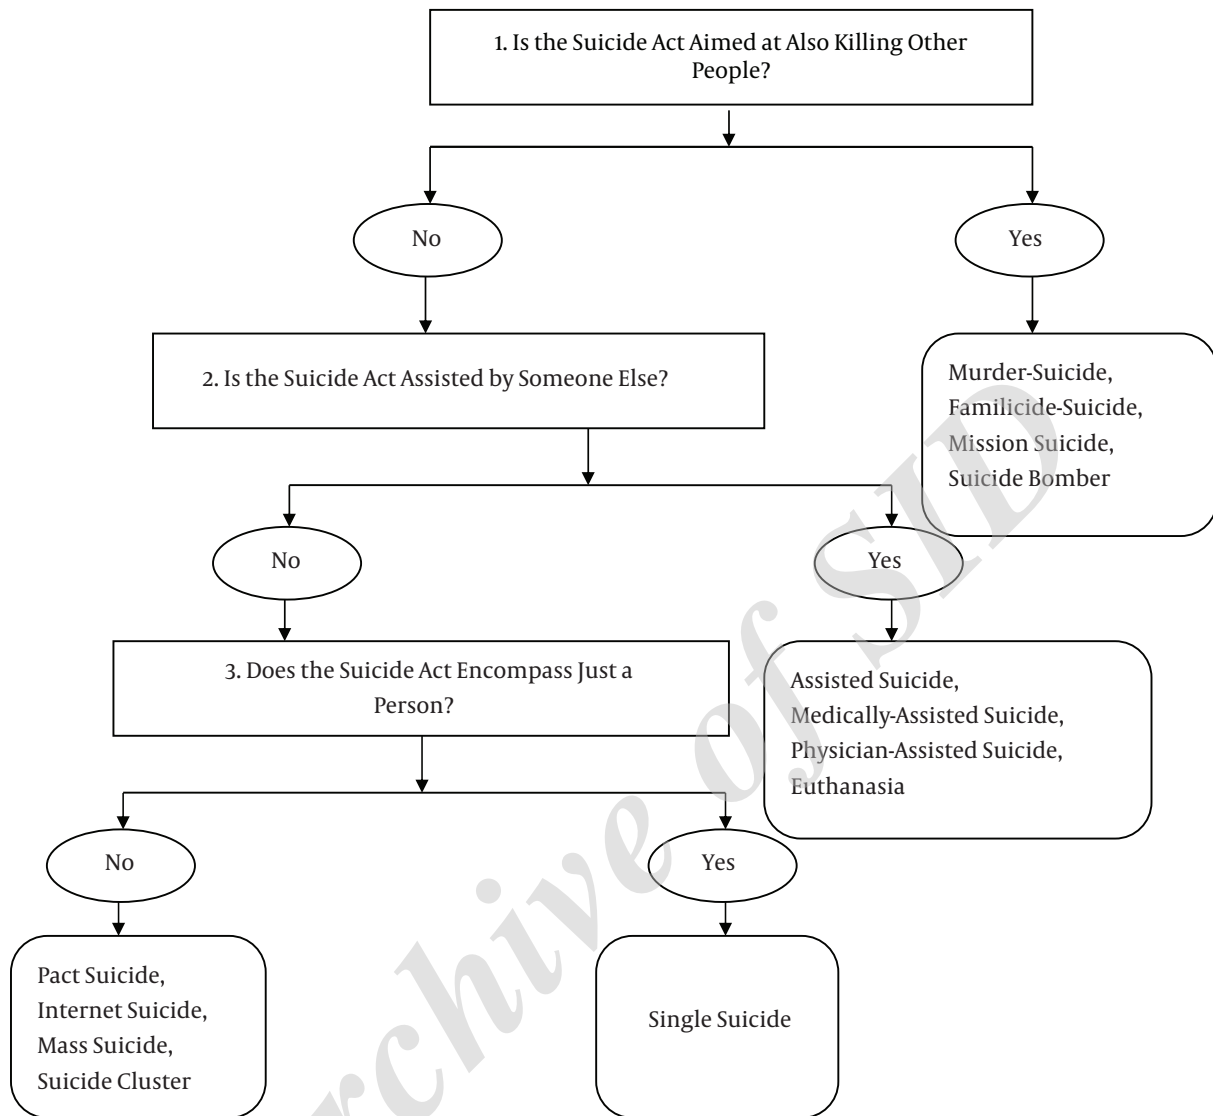 1. Is the Suicide Act Aimed at Also Killing Other
People?
No
Yes
2. Is the Suicide Act Assisted by Someone Else?
Murder-Suicide,
Familicide-Suicide,
Mission Suicide,
Suicide Bomber
No
Yes
3. Does the Suicide Act Encompass Just a
Person?
Assisted Suicide,
Medically-Assisted Suicide,
Physician-Assisted Suicide,
Euthanasia
No
Yes
Pact Suicide,
Internet Suicide,
Mass Suicide,
Suicide Cluster
Single Suicide
rchive of SID